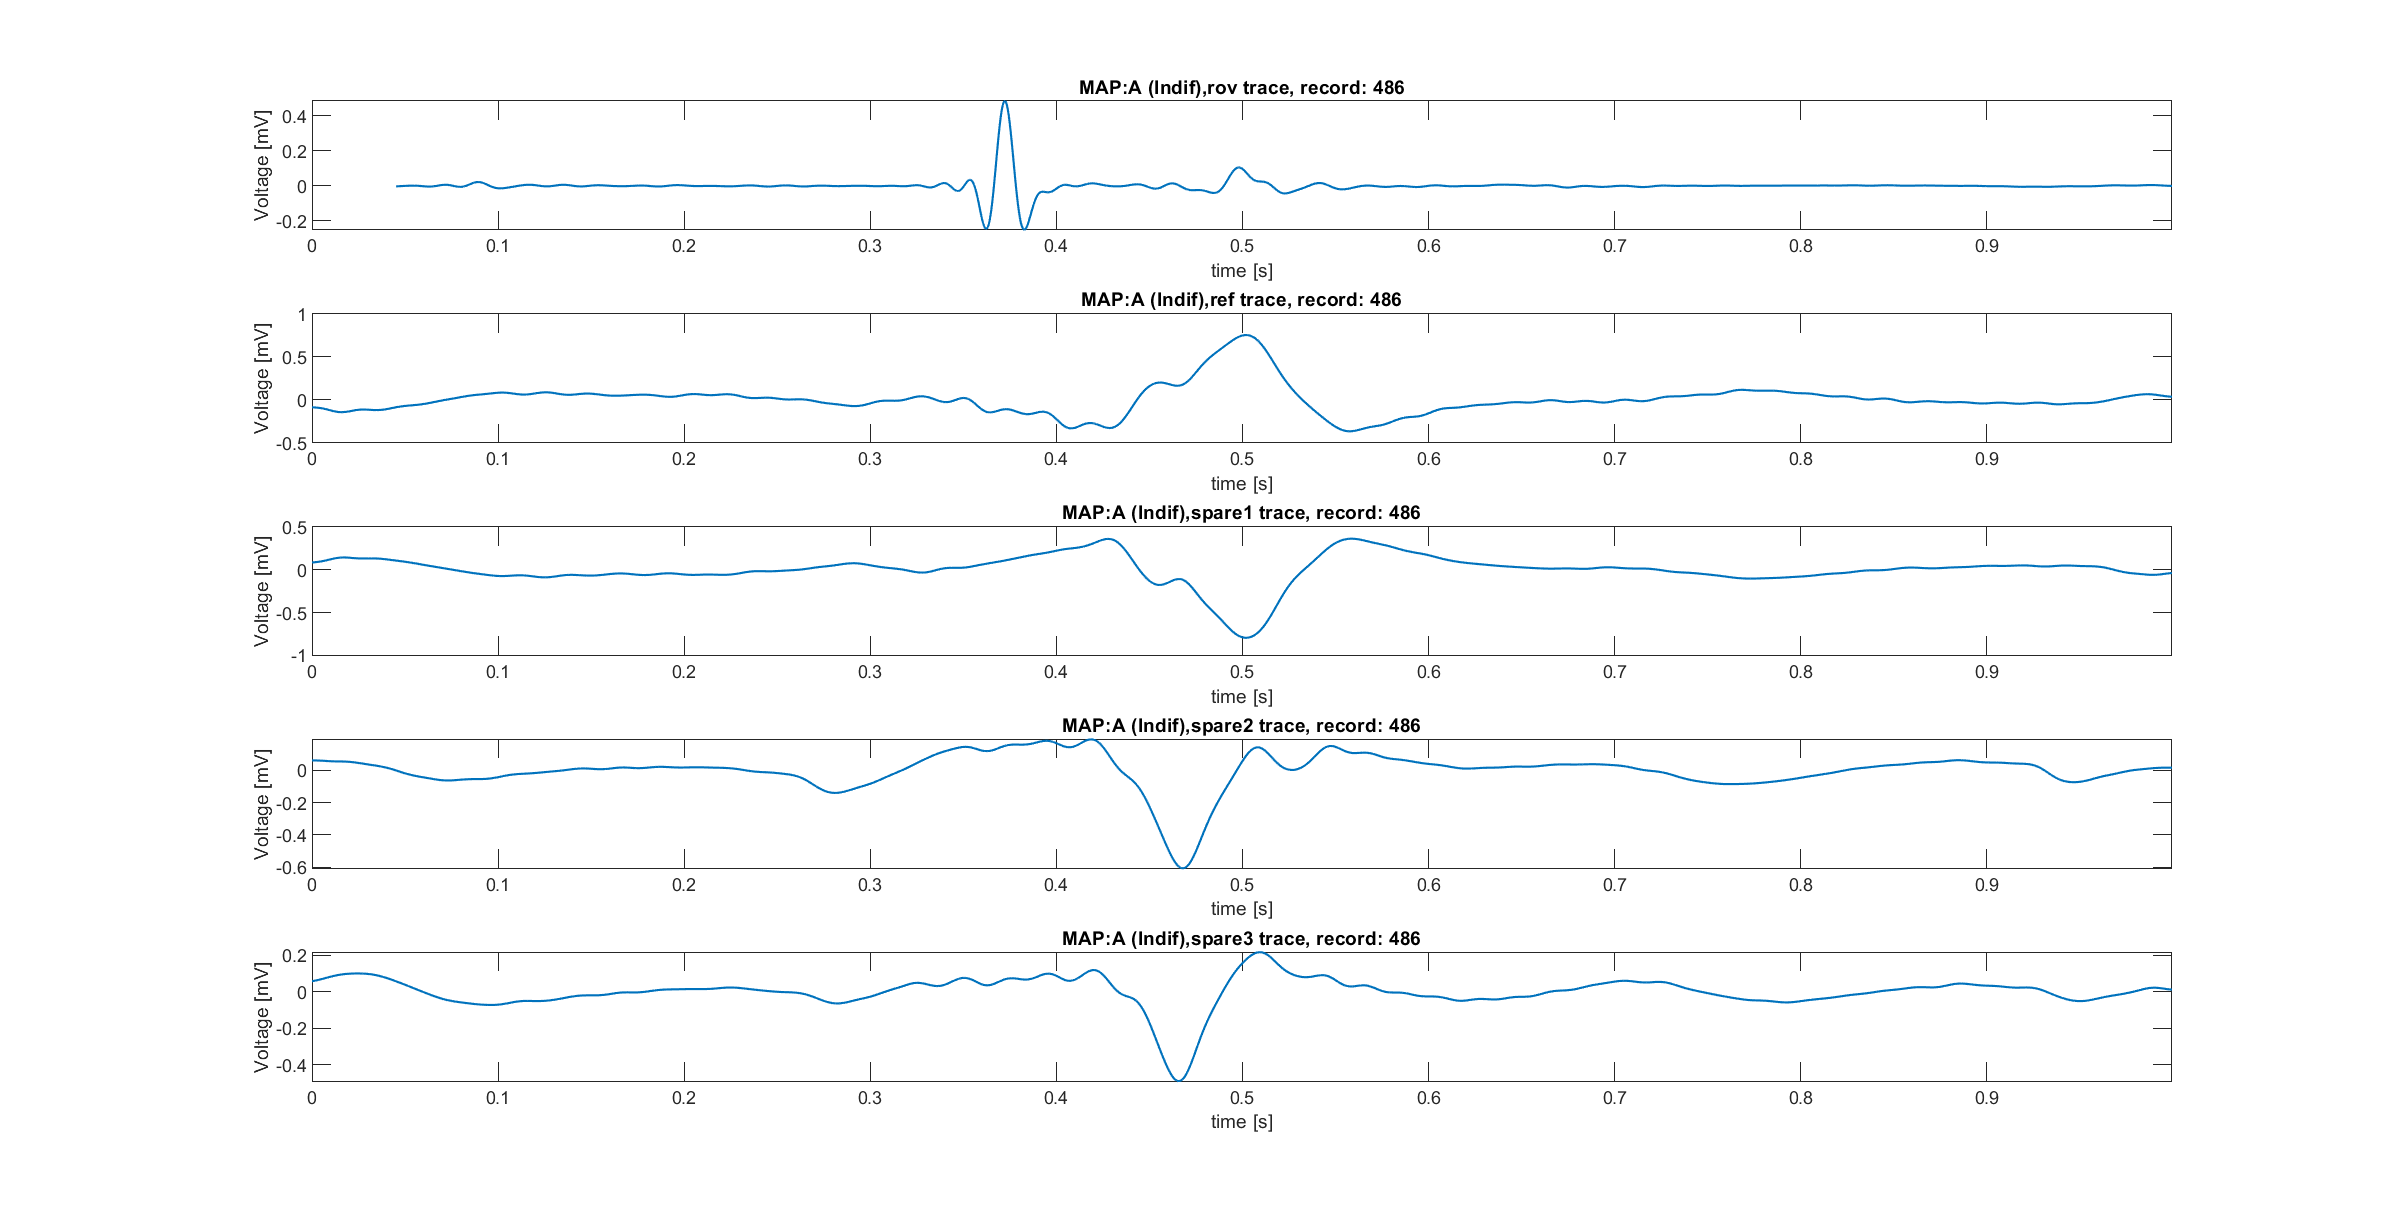 MAP:A (Indif),rov trace, record: 486
Voltage [mV]
0.4
0.2
0
-0.2
0 0.1 0.2 0.3 0.4 0.5 0.6 0.7 0.8 0.9
time [s]
MAP:A (Indif),ref trace, record: 486
Voltage [mV]
1
0.5
0
-0.5
0 0.1 0.2 0.3 0.4 0.5 0.6 0.7 0.8 0.9
time [s]
MAP:A (Indif),spare1 trace, record: 486
Voltage [mV]
0.5
0
-0.5
-1
0 0.1 0.2 0.3 0.4 0.5 0.6 0.7 0.8 0.9
time [s]
MAP:A (Indif),spare2 trace, record: 486
Voltage [mV]
0
-0.2
-0.4
-0.6
0 0.1 0.2 0.3 0.4 0.5 0.6 0.7 0.8 0.9
time [s]
MAP:A (Indif),spare3 trace, record: 486
Voltage [mV]
0.2
0
-0.2
-0.4
0 0.1 0.2 0.3 0.4 0.5 0.6 0.7 0.8 0.9
time [s]